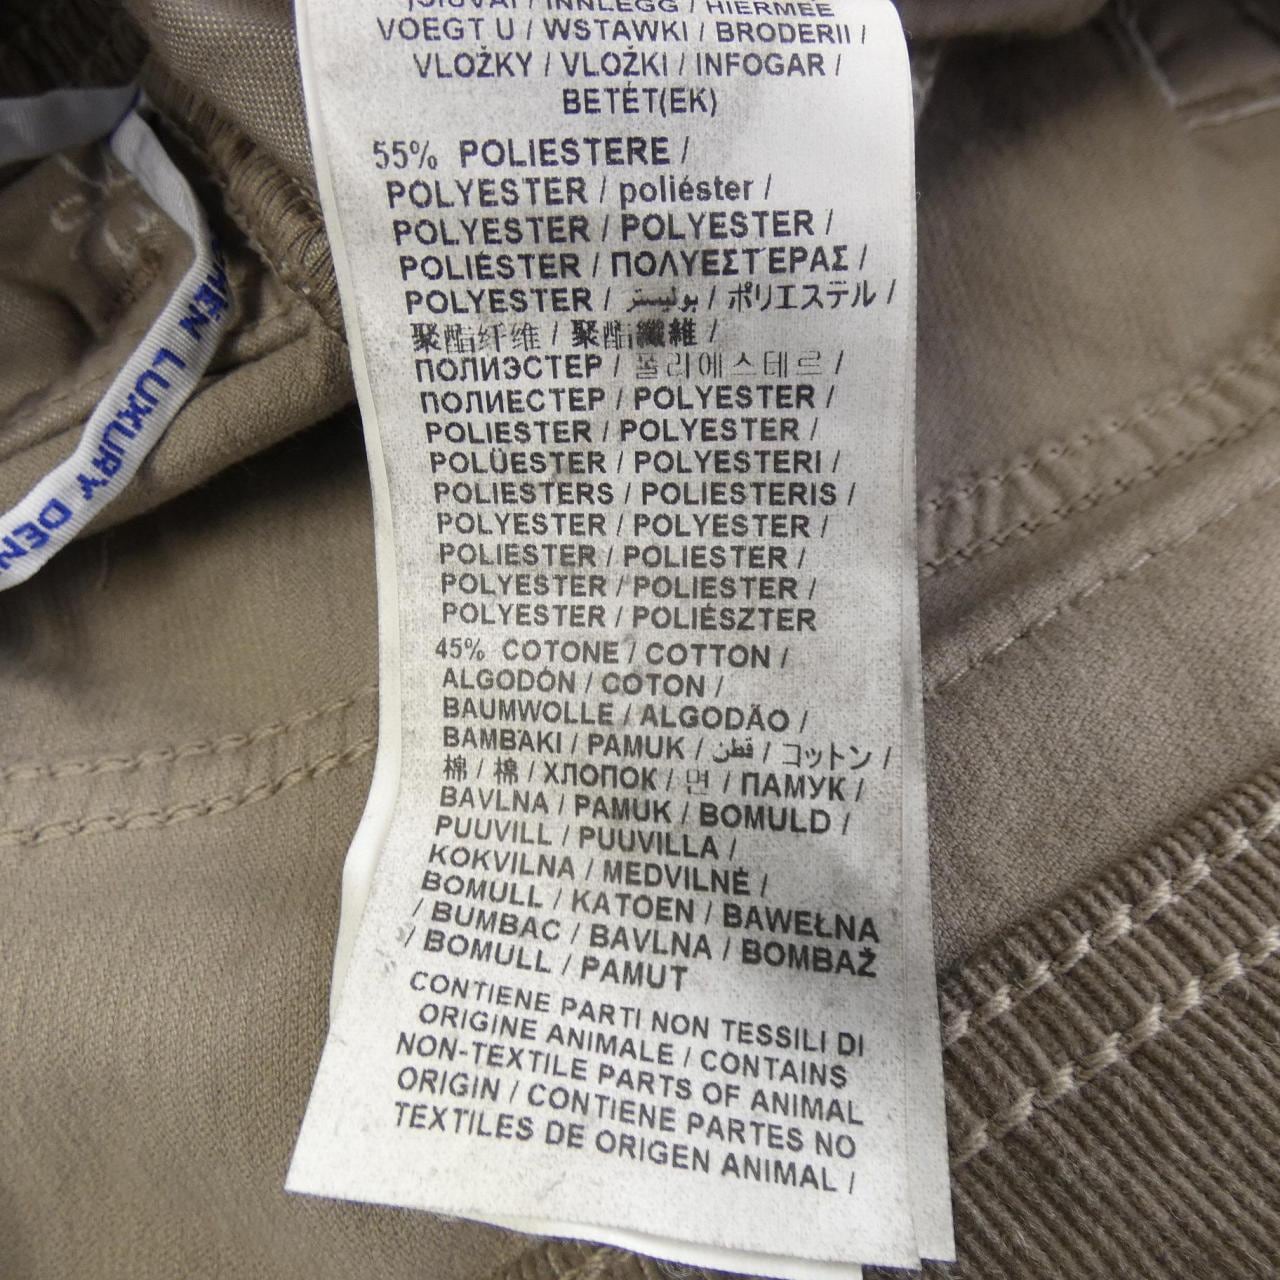 VOEGT U / WSTAWKI / BRODERII /
VLOŽKY / VLOŽKI / INFOGAR /
BETÉT(EK)
55% POLIESTERE /
POLYESTER / poliéster /
POLYESTER / POLYESTER /
POLIÉSTER / ΠΟΛΥΕΣΤΕΡΑΣ /
POLYESTER / بوليستر / ポリエステル /
聚酯纤维 / 聚酯纖維 /
ПОЛИЭСТЕР / 폴리에스테르 /
ПОЛИЕСТЕР / POLYESTER /
POLIESTER / POLYESTER /
POLÜESTER / POLYESTERI /
POLIESTERS / POLIESTERIS /
POLYESTER / POLYESTER /
POLIESTER / POLIESTER /
POLYESTER / POLIESTER /
POLYESTER / POLIÉSZTER
45% COTONE / COTTON /
ALGODÓN / COTON /
BAUMWOLLE / ALGODÃO /
BAMBAKI / PAMUK / قطن / コットン /
棉 / 棉 / ХЛОПОК / 면 / ПАМУК /
BAVLNA / PAMUK / BOMULD /
PUUVILL / PUUVILLA /
KOKVILNA / MEDVILNĖ /
BOMULL / KATOEN / BAWEŁNA
/ BUMBAC / BAVLNA / BOMBAŽ
/ BOMULL / PAMUT
CONTIENE PARTI NON TESSILI DI
ORIGINE ANIMALE / CONTAINS
NON-TEXTILE PARTS OF ANIMAL
ORIGIN / CONTIENE PARTES NO
TEXTILES DE ORIGEN ANIMAL /
LUXURY